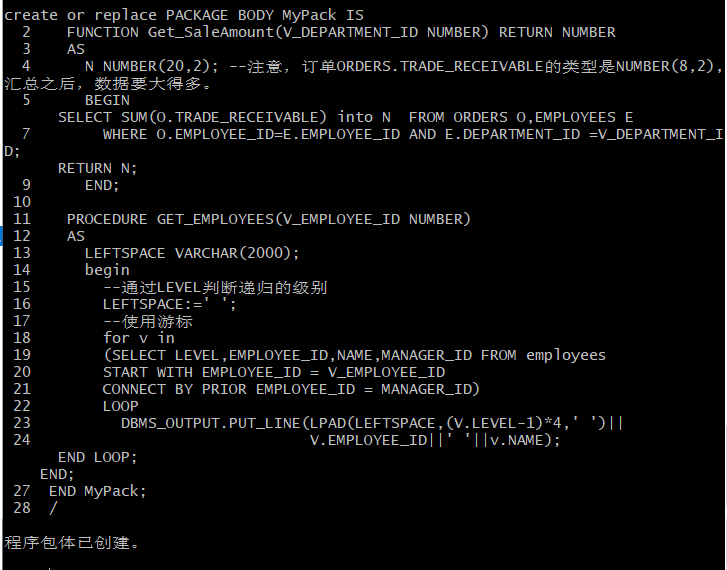 create or replace PACKAGE BODY MyPack IS
2 FUNCTION Get_SaleAmount(V_DEPARTMENT_ID NUMBER) RETURN NUMBER
3 AS
4 N NUMBER(20,2); --注意，订单ORDERS.TRADE_RECEIVABLE的类型是NUMBER(8,2),
汇总之后，数据要大得多。
5 BEGIN
SELECT SUM(O.TRADE_RECEIVABLE) into N  FROM ORDERS O,EMPLOYEES E
7 WHERE O.EMPLOYEE_ID=E.EMPLOYEE_ID AND E.DEPARTMENT_ID =V_DEPARTMENT_I
D;
RETURN N;
9 END;
10
11 PROCEDURE GET_EMPLOYEES(V_EMPLOYEE_ID NUMBER)
12 AS
13 LEFTSPACE VARCHAR(2000);
14 begin
15 --通过LEVEL判断递归的级别
16 LEFTSPACE:=' ';
17 --使用游标
18 for v in
19 (SELECT LEVEL,EMPLOYEE_ID,NAME,MANAGER_ID FROM employees
20 START WITH EMPLOYEE_ID = V_EMPLOYEE_ID
21 CONNECT BY PRIOR EMPLOYEE_ID = MANAGER_ID)
22 LOOP
23 DBMS_OUTPUT.PUT_LINE(LPAD(LEFTSPACE,(V.LEVEL-1)*4,' ')||
24 V.EMPLOYEE_ID||' '||v.NAME);
END LOOP;
END;
27 END MyPack;
28 /
程序包体已创建。